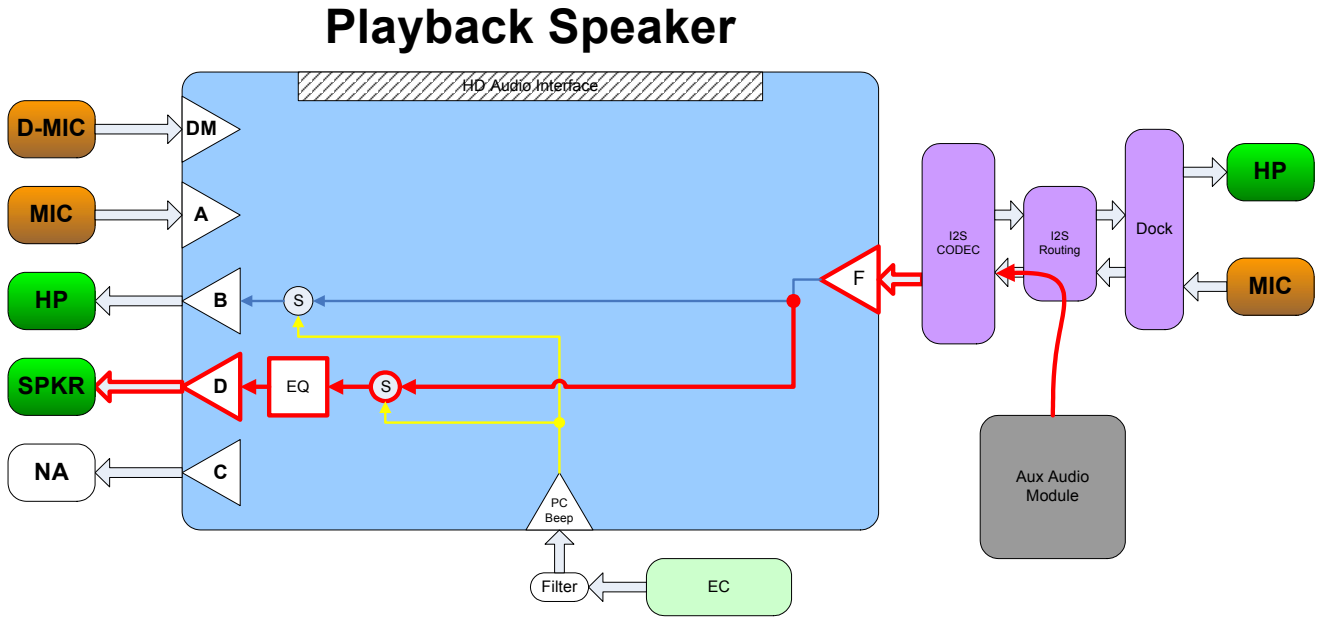 Playback Speaker
HD Audio Interface
D-MIC
DM
MIC
A
HP
B
S
SPKR
D
EQ
S
NA
C
PC
Beep
Filter
EC
F
I2S
CODEC
I2S
Routing
Dock
HP
MIC
Aux Audio
Module